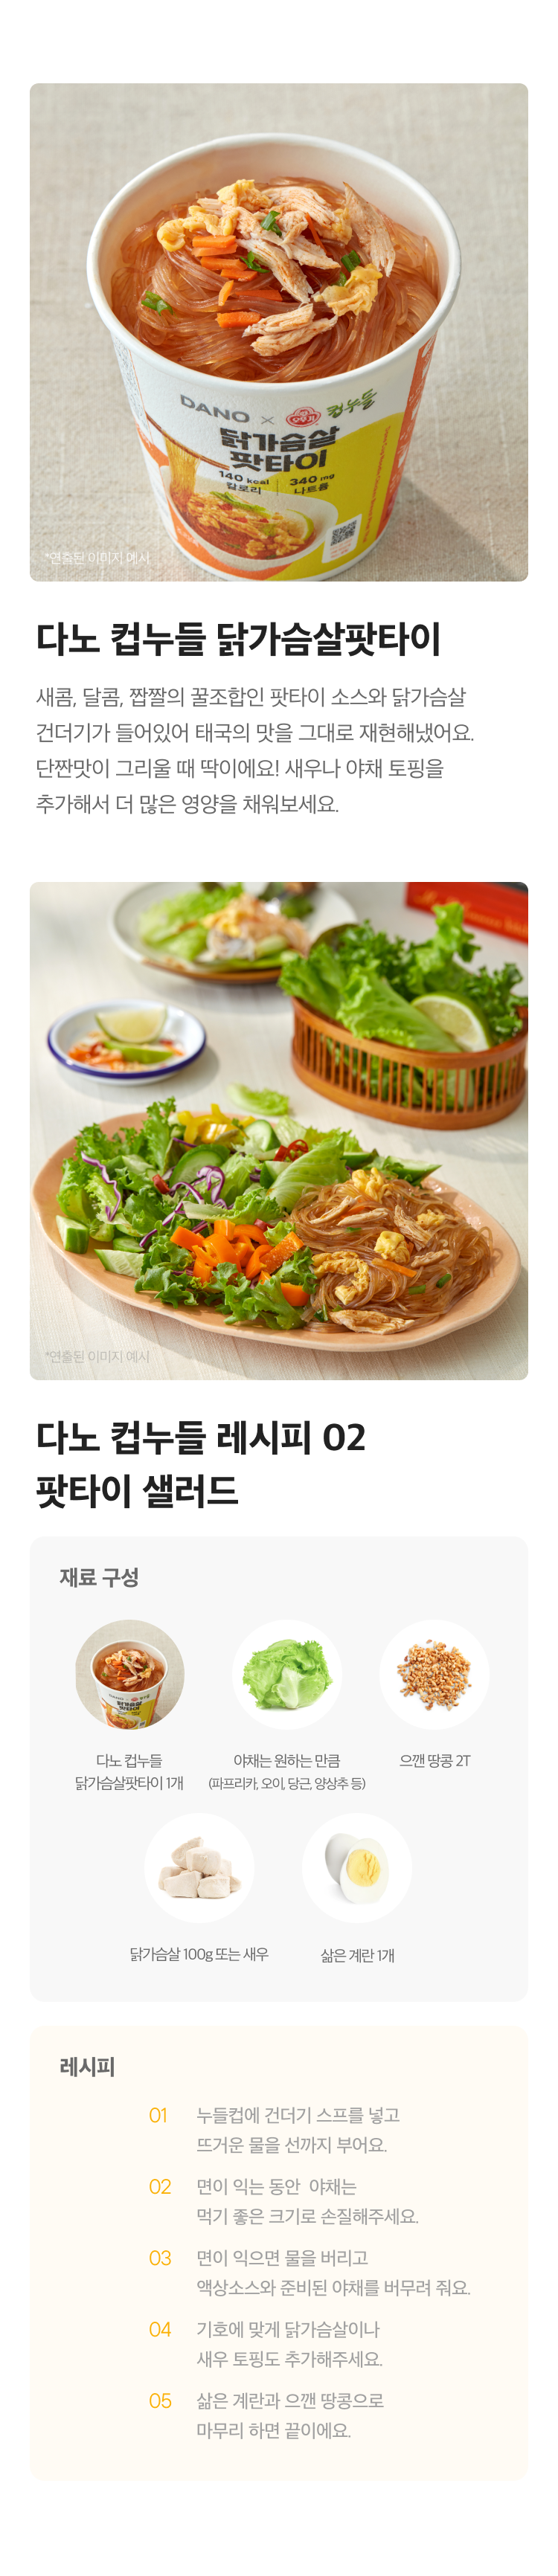 DANO × 오뚜기 컵누들
닭가슴살
팟타이
140 kcal 340 mg
칼로리 나트륨
*연출된 이미지 예시
다노 컵누들 닭가슴살팟타이
새콤, 달콤, 짭짤의 꿀조합인 팟타이 소스와 닭가슴살
건더기가 들어있어 태국의 맛을 그대로 재현해냈어요.
단짠맛이 그리울 때 딱이에요! 새우나 야채 토핑을
추가해서 더 많은 영양을 채워보세요.
*연출된 이미지 예시
다노 컵누들 레시피 02
팟타이 샐러드
재료 구성
다노 컵누들
닭가슴살팟타이 1개
야채는 원하는 만큼
(파프리카, 오이, 당근, 양상추 등)
으깬 땅콩 2T
닭가슴살 100g 또는 새우
삶은 계란 1개
레시피
01 누들컵에 건더기 스프를 넣고
뜨거운 물을 선까지 부어요.
02 면이 익는 동안 야채는
먹기 좋은 크기로 손질해주세요.
03 면이 익으면 물을 버리고
액상소스와 준비된 야채를 버무려 줘요.
04 기호에 맞게 닭가슴살이나
새우 토핑도 추가해주세요.
05 삶은 계란과 으깬 땅콩으로
마무리 하면 끝이에요.